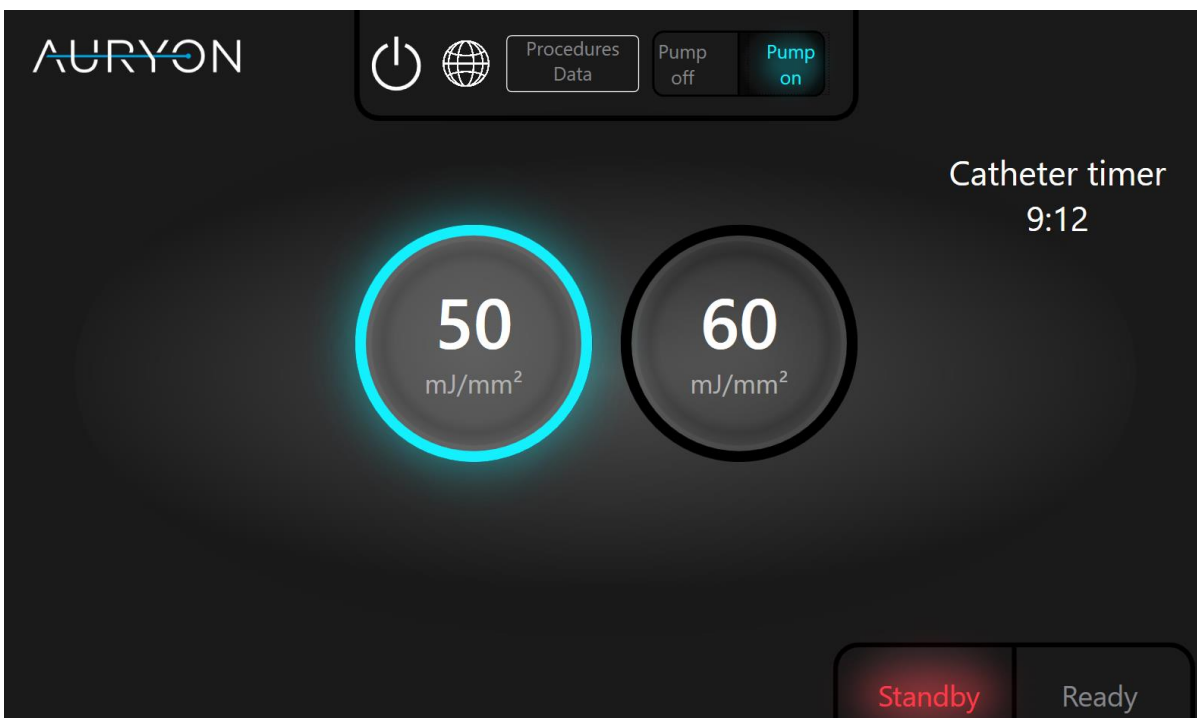 AURYON
Procedures
Data
Pump
off
Pump
on
Catheter timer
9:12
50
mJ/mm²
60
mJ/mm²
Standby
Ready